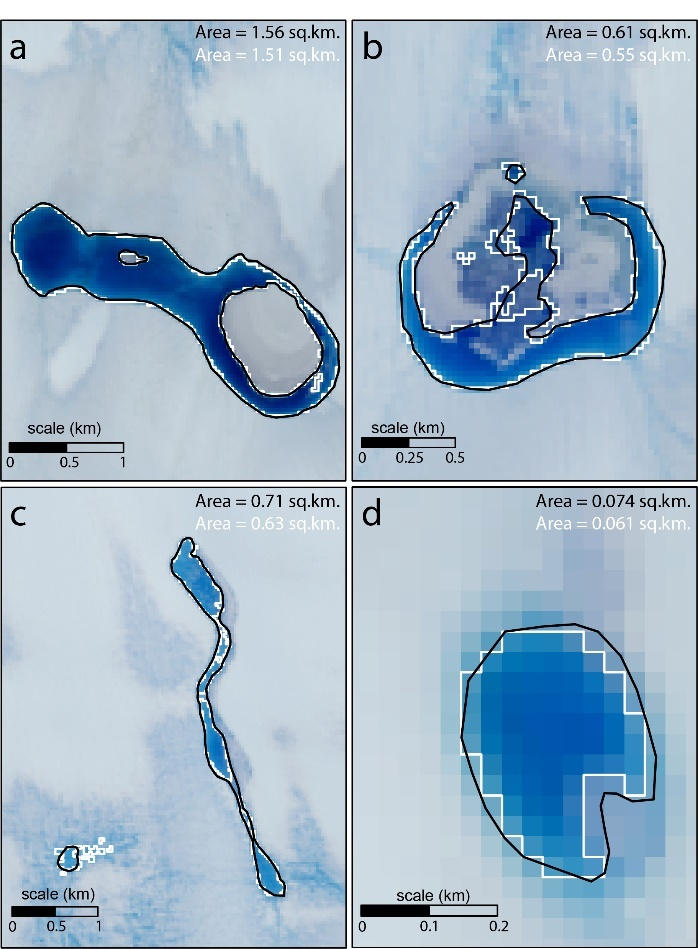 a
Area = 1.56 sq.km.
Area = 1.51 sq.km.
scale (km)
0 0.5 1
b
Area = 0.61 sq.km.
Area = 0.55 sq.km.
scale (km)
0 0.25 0.5
c
Area = 0.71 sq.km.
Area = 0.63 sq.km.
scale (km)
0 0.5 1
d
Area = 0.074 sq.km.
Area = 0.061 sq.km.
scale (km)
0 0.1 0.2